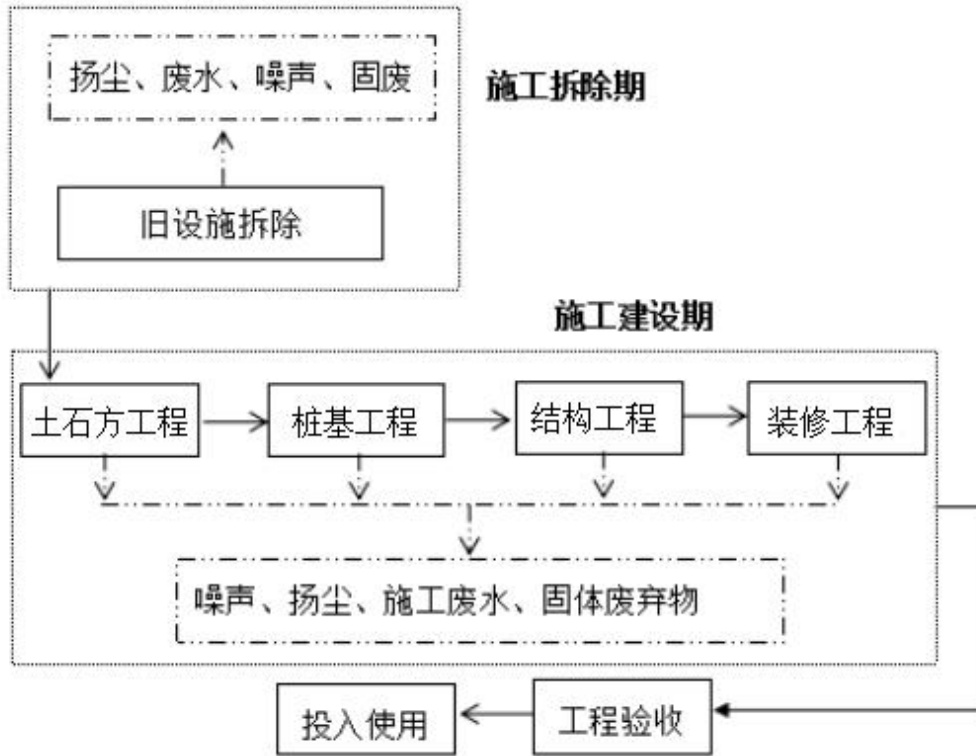 扬尘、废水、噪声、固废
施工拆除期
旧设施拆除
施工建设期
土石方工程
桩基工程
结构工程
装修工程
噪声、扬尘、施工废水、固体废弃物
投入使用
工程验收